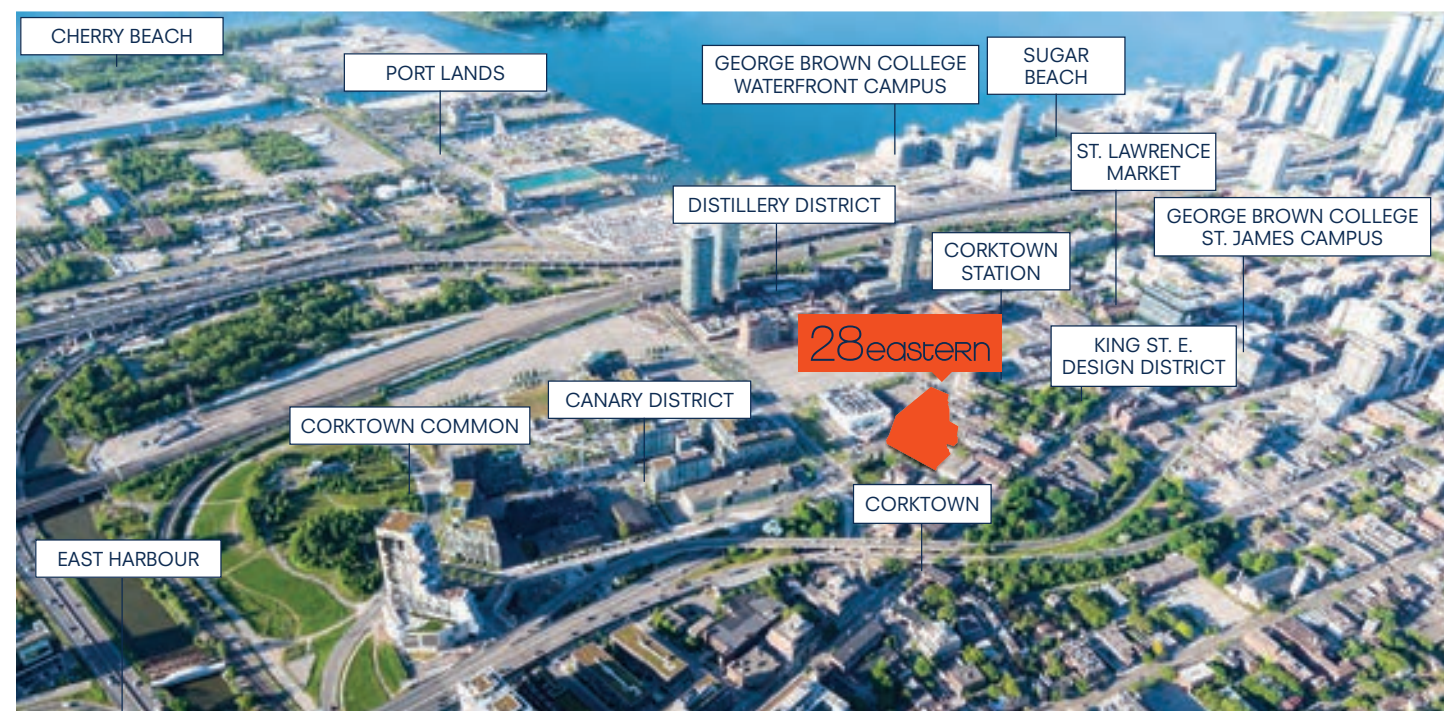 CHERRY BEACH
PORT LANDS
GEORGE BROWN COLLEGE
WATERFRONT CAMPUS
SUGAR
BEACH
ST. LAWRENCE
MARKET
DISTILLERY DISTRICT
GEORGE BROWN COLLEGE
ST. JAMES CAMPUS
CORKTOWN
STATION
28eastern
KING ST. E.
DESIGN DISTRICT
CANARY DISTRICT
CORKTOWN COMMON
CORKTOWN
EAST HARBOUR